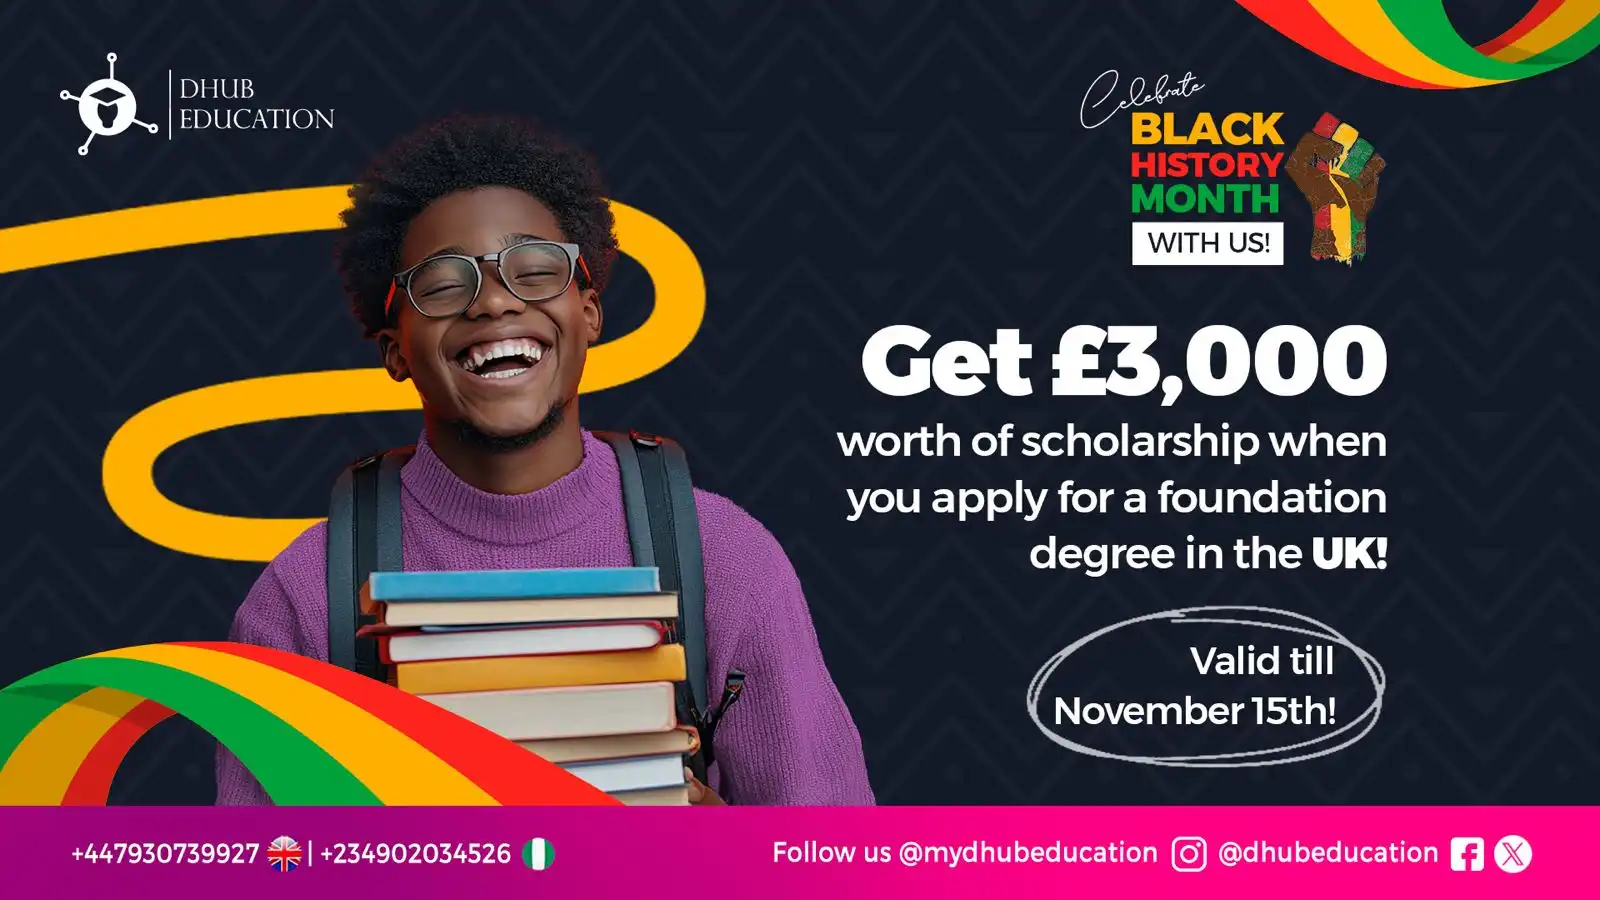 DHUB
EDUCATION
Celebrate
BLACK
HISTORY
MONTH
WITH US!
Get £3,000
worth of scholarship when
you apply for a foundation
degree in the UK!
Valid till
November 15th!
+447930739927 | +234902034526
Follow us @mydhubeducation @dhubeducation